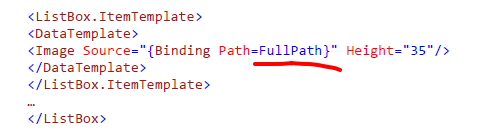 <ListBox.ItemTemplate>
<DataTemplate>
<Image Source="{Binding Path=FullPath}" Height="35"/>
</DataTemplate>
</ListBox.ItemTemplate>
…
</ListBox>